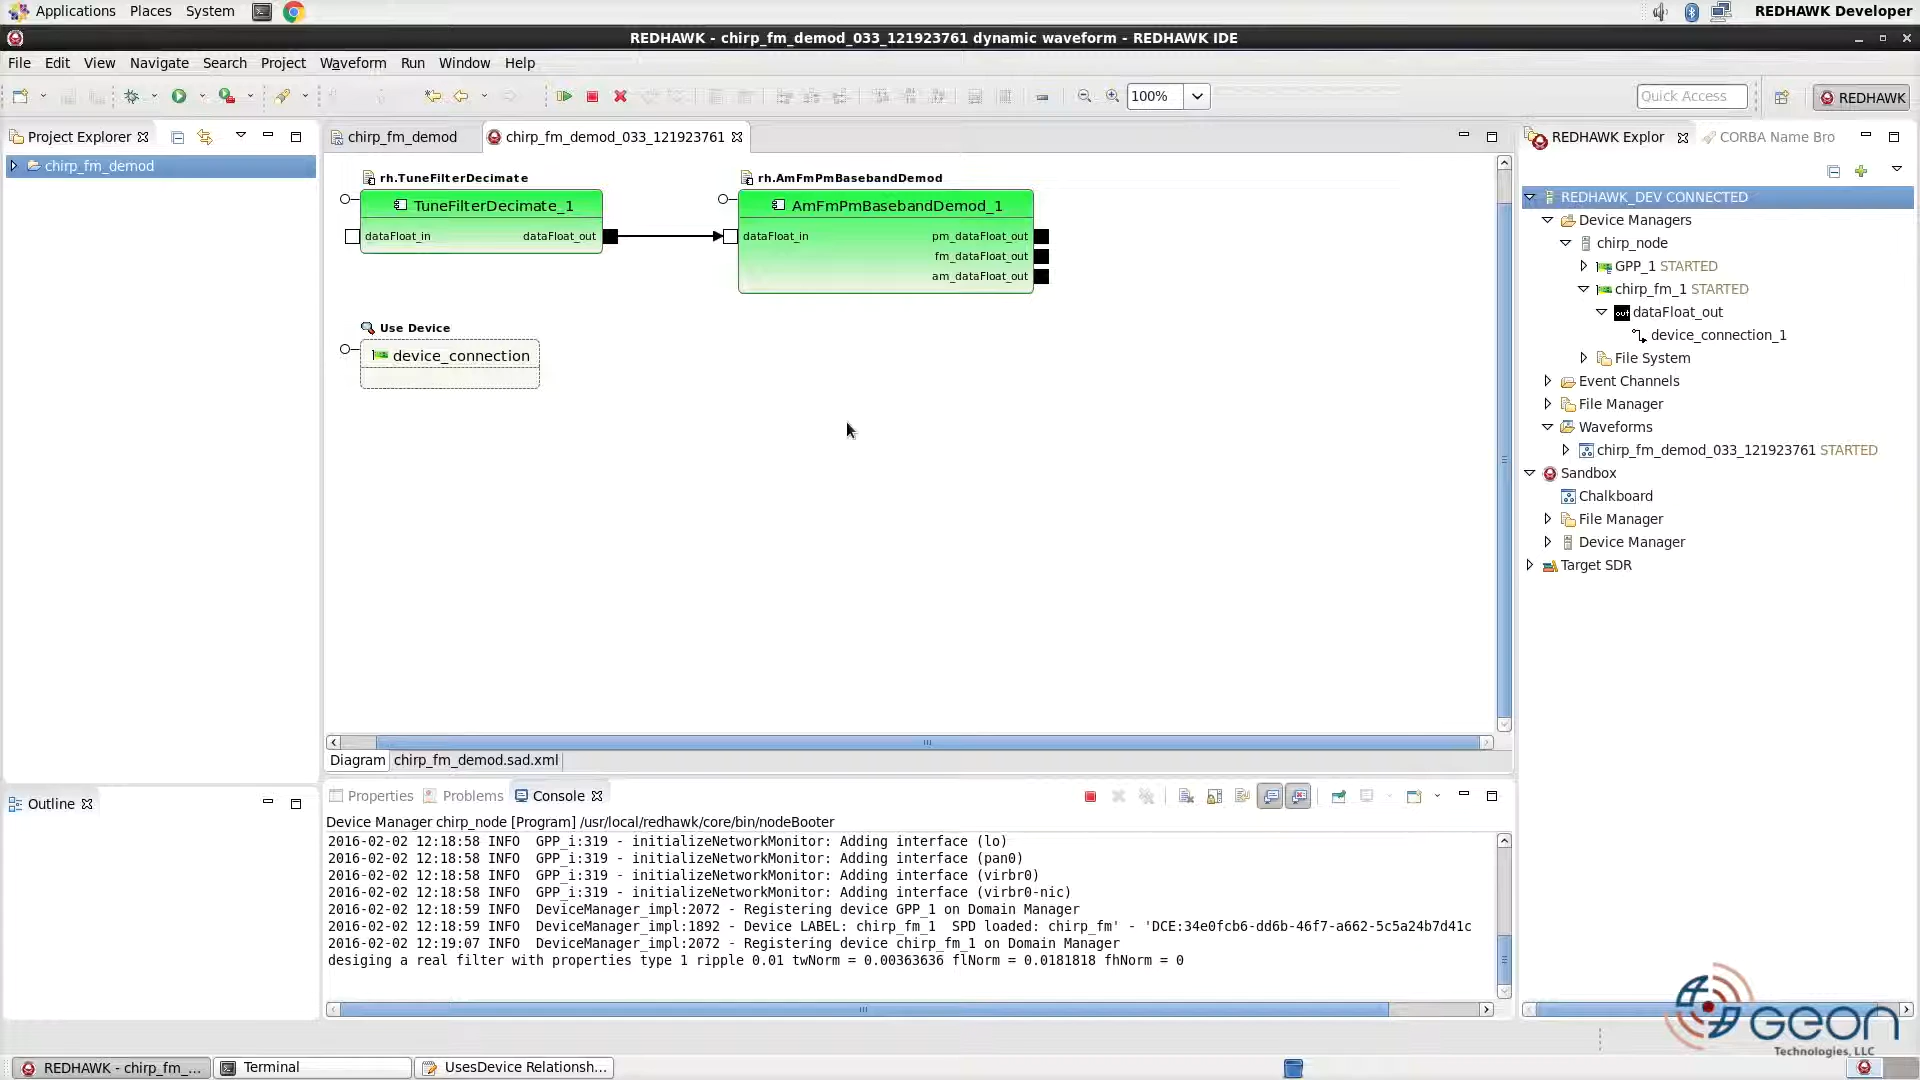 Applications Places System
REDHAWK Developer
REDHAWK - chirp_fm_demod_033_121923761 dynamic waveform - REDHAWK IDE
File Edit View Navigate Search Project Waveform Run Window Help
100%
Quick Access
REDHAWK
Project Explorer
chirp_fm_demod
chirp_fm_demod
chirp_fm_demod_033_121923761
rh.TuneFilterDecimate
TuneFilterDecimate_1
dataFloat_in dataFloat_out
rh.AmFmPmBasebandDemod
AmFmPmBasebandDemod_1
dataFloat_in pm_dataFloat_out
fm_dataFloat_out
am_dataFloat_out
Use Device
device_connection
Diagram chirp_fm_demod.sad.xml
REDHAWK Explor
CORBA Name Bro
REDHAWK_DEV CONNECTED
Device Managers
chirp_node
GPP_1 STARTED
chirp_fm_1 STARTED
out dataFloat_out
device_connection_1
File System
Event Channels
File Manager
Waveforms
chirp_fm_demod_033_121923761 STARTED
Sandbox
Chalkboard
File Manager
Device Manager
Target SDR
Outline
Properties Problems Console
Device Manager chirp_node [Program] /usr/local/redhawk/core/bin/nodeBooter
2016-02-02 12:18:58 INFO GPP_i:319 - initializeNetworkMonitor: Adding interface (lo)
2016-02-02 12:18:58 INFO GPP_i:319 - initializeNetworkMonitor: Adding interface (pan0)
2016-02-02 12:18:58 INFO GPP_i:319 - initializeNetworkMonitor: Adding interface (virbr0)
2016-02-02 12:18:58 INFO GPP_i:319 - initializeNetworkMonitor: Adding interface (virbr0-nic)
2016-02-02 12:18:59 INFO DeviceManager_impl:2072 - Registering device GPP_1 on Domain Manager
2016-02-02 12:18:59 INFO DeviceManager_impl:1892 - Device LABEL: chirp_fm_1 SPD loaded: chirp_fm' - 'DCE:34e0fcb6-dd6b-46f7-a662-5c5a24b7d41c
2016-02-02 12:19:07 INFO DeviceManager_impl:2072 - Registering device chirp_fm_1 on Domain Manager
desiging a real filter with properties type 1 ripple 0.01 twNorm = 0.00363636 flNorm = 0.0181818 fhNorm = 0
Geon
Technologies, LLC
REDHAWK - chirp_fm_...
Terminal
UsesDevice Relationsh...